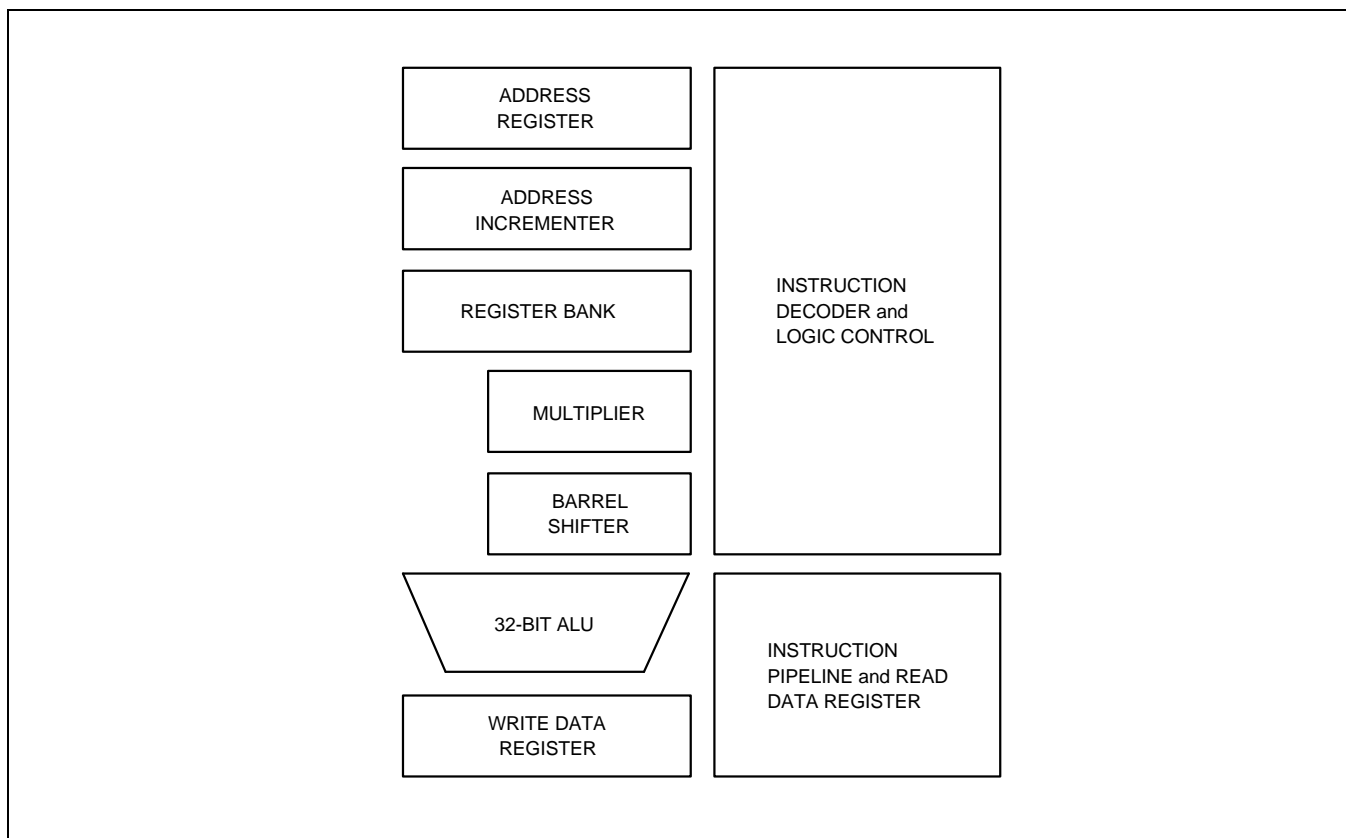 ADDRESS
REGISTER
ADDRESS
INCREMENTER
REGISTER BANK
MULTIPLIER
BARREL
SHIFTER
32-BIT ALU
WRITE DATA
REGISTER
INSTRUCTION
DECODER and
LOGIC CONTROL
INSTRUCTION
PIPELINE and READ
DATA REGISTER